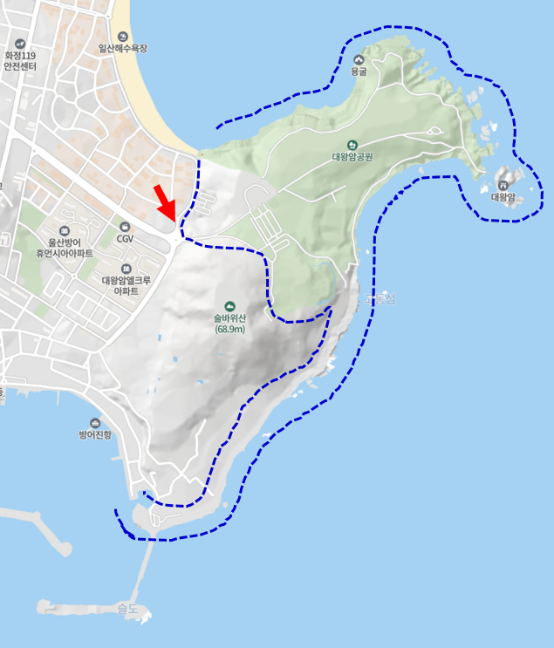 일산해수욕장
화정119
안전센터
용굴
대왕암공원
대왕암
CGV
울산방어
휴먼시아아파트
대왕암엘크루
아파트
술바위산
(68.9m)
방어진항
슬도